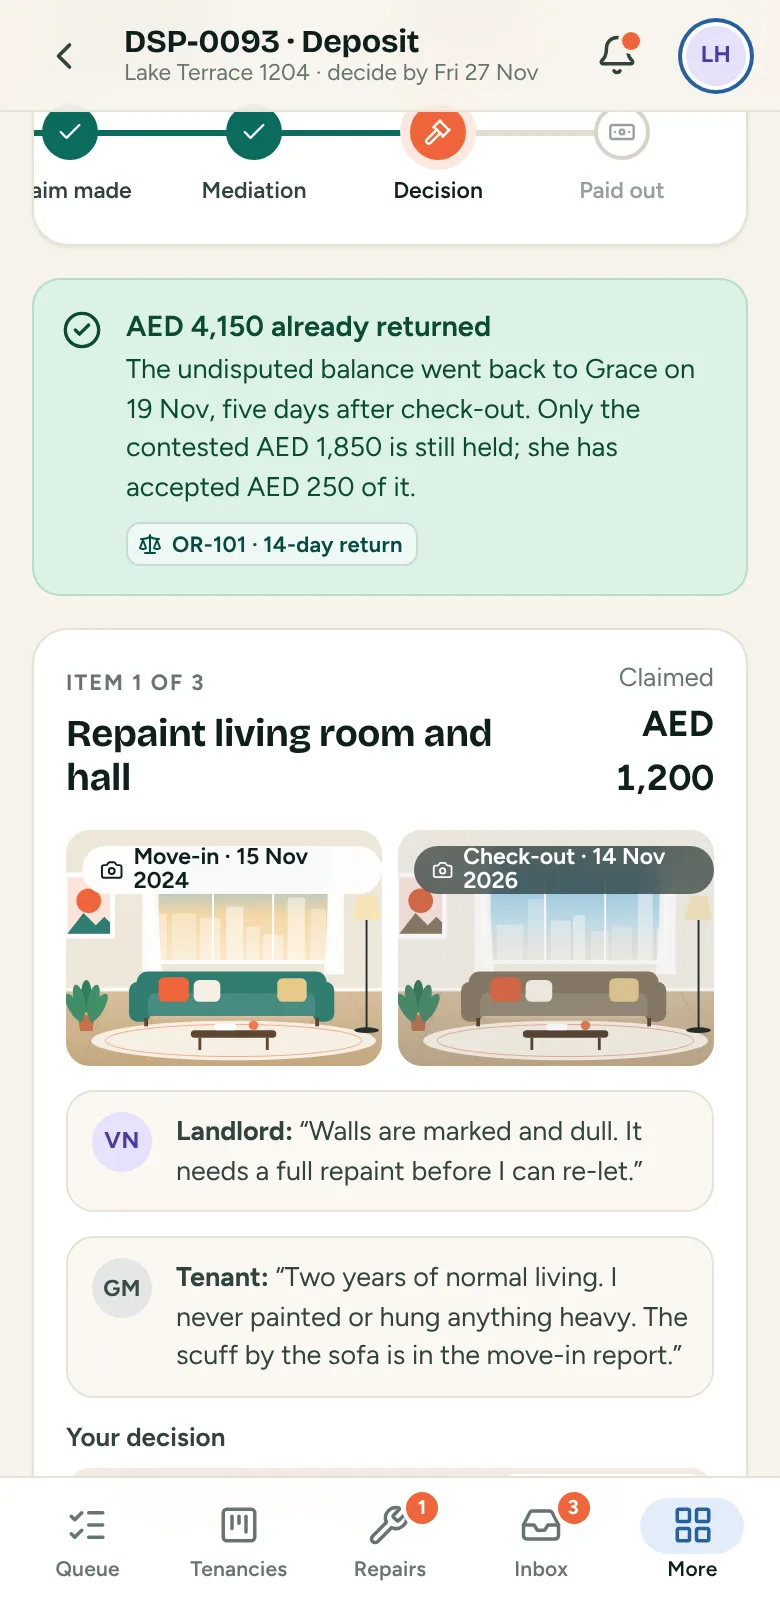 DSP-0093 · Deposit
Lake Terrace 1204 · decide by Fri 27 Nov
LH
aim made
Mediation
Decision
Paid out
AED 4,150 already returned
The undisputed balance went back to Grace on
19 Nov, five days after check-out. Only the
contested AED 1,850 is still held; she has
accepted AED 250 of it.
OR-101 · 14-day return
ITEM 1 OF 3
Claimed
Repaint living room and
hall
AED
1,200
Move-in · 15 Nov
2024
Check-out · 14 Nov
2026
VN
Landlord: “Walls are marked and dull. It
needs a full repaint before I can re-let.”
GM
Tenant: “Two years of normal living. I
never painted or hung anything heavy. The
scuff by the sofa is in the move-in report.”
Your decision
1
3
Queue
Tenancies
Repairs
Inbox
More